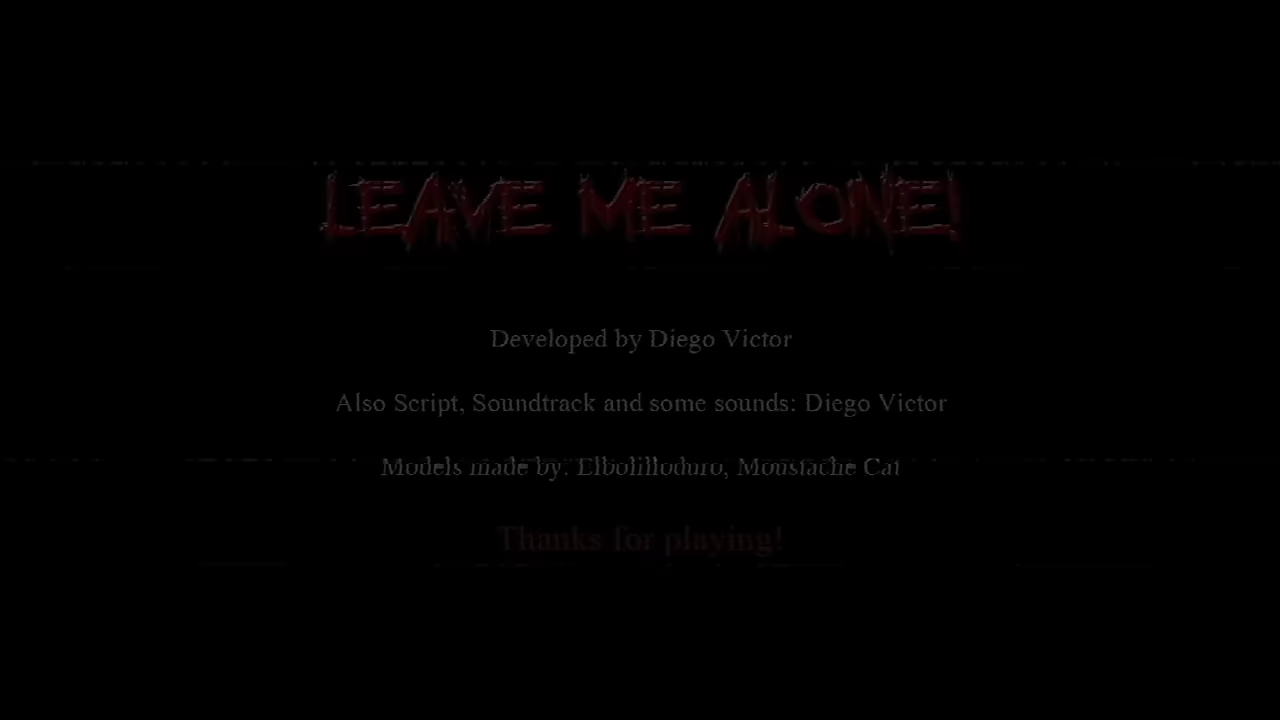 LEAVE ME ALONE!
Developed by Diego Victor
Also Script, Soundtrack and some sounds: Diego Victor
Models made by: Elbolilloduro, Moustache Cat
Thanks for playing!